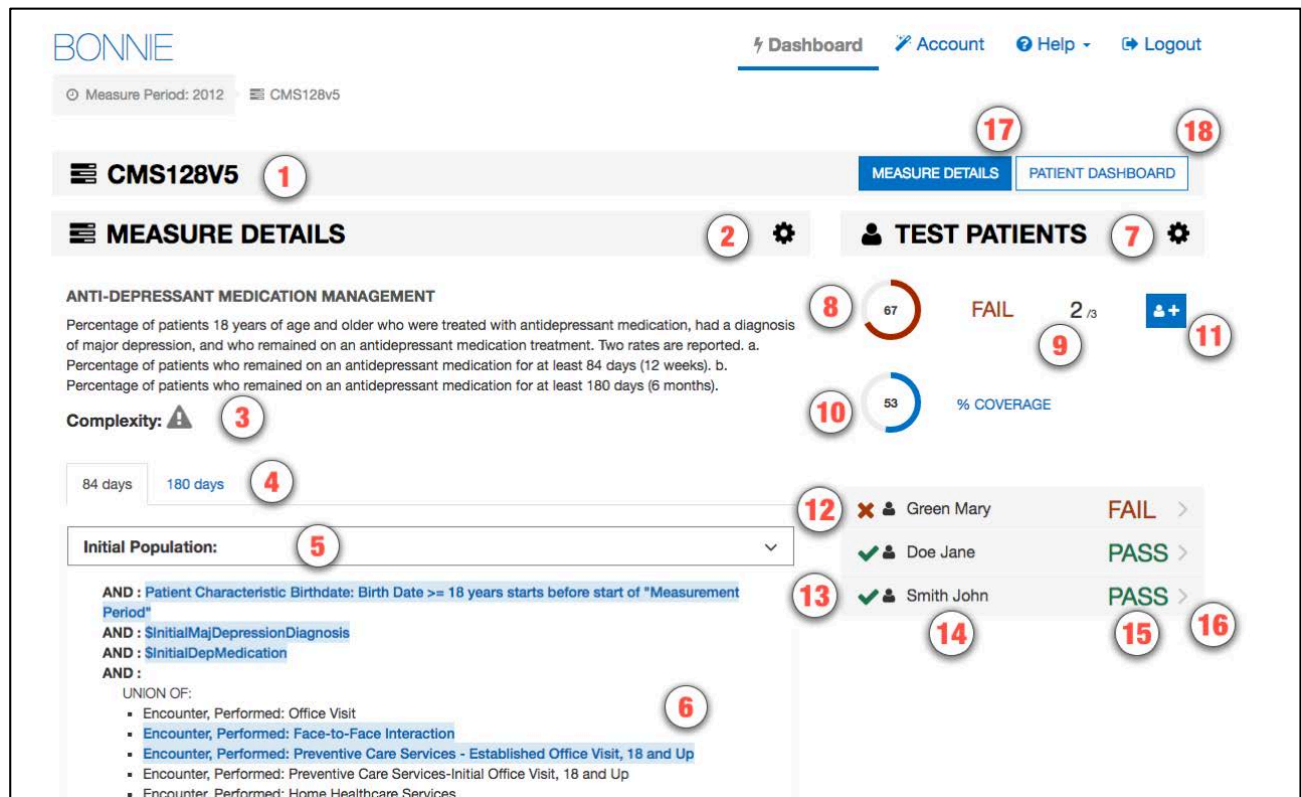 BONNIE
Dashboard Account Help Logout
Measure Period: 2012 CMS128v5
17 18
CMS128V5 1 MEASURE DETAILS PATIENT DASHBOARD
MEASURE DETAILS 2 TEST PATIENTS 7
ANTI-DEPRESSANT MEDICATION MANAGEMENT
Percentage of patients 18 years of age and older who were treated with antidepressant medication, had a diagnosis
of major depression, and who remained on an antidepressant medication treatment. Two rates are reported. a.
Percentage of patients who remained on an antidepressant medication for at least 84 days (12 weeks). b.
Percentage of patients who remained on an antidepressant medication for at least 180 days (6 months).
Complexity: 3
8 67 FAIL 2 /3 9 11
10 53 % COVERAGE
84 days 180 days 4
Initial Population: 5
AND : Patient Characteristic Birthdate: Birth Date >= 18 years starts before start of "Measurement
Period"
AND : $InitialMajDepressionDiagnosis
AND : $InitialDepMedication
AND :
UNION OF:
▪ Encounter, Performed: Office Visit
▪ Encounter, Performed: Face-to-Face Interaction
▪ Encounter, Performed: Preventive Care Services - Established Office Visit, 18 and Up
▪ Encounter, Performed: Preventive Care Services-Initial Office Visit, 18 and Up
▪ Encounter, Performed: Home Healthcare Services
6
12 Green Mary FAIL
Doe Jane PASS
13 Smith John PASS
14 15 16